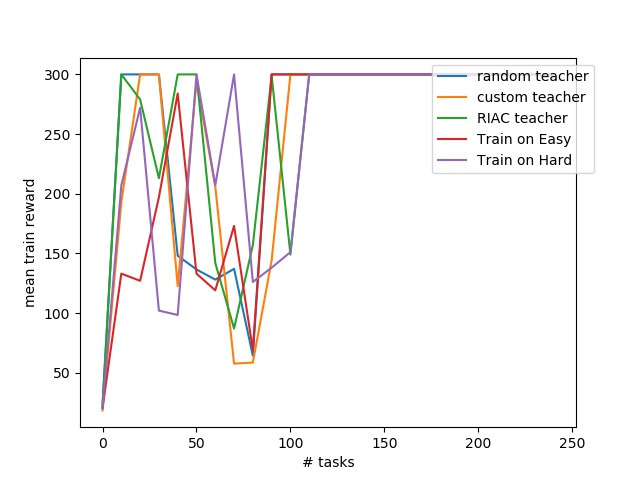 300
250
200
150
100
50
mean train reward
0
50
100
150
200
250
# tasks
random teacher
custom teacher
RIAC teacher
Train on Easy
Train on Hard